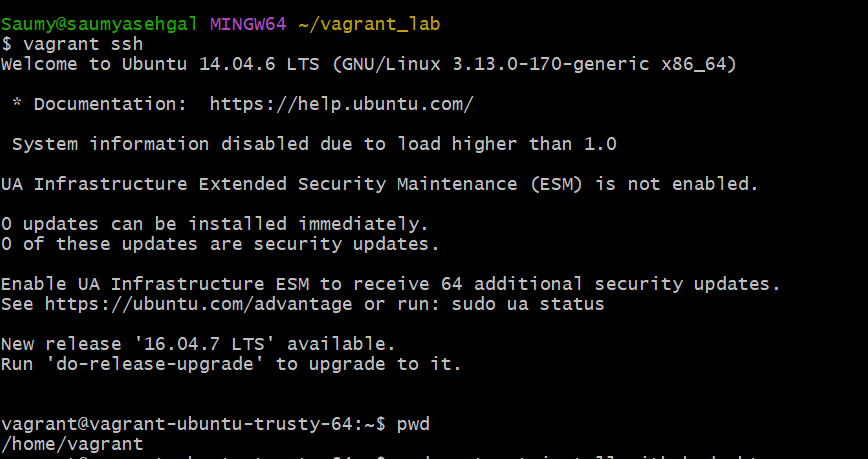 Saumy@saumyasehgal MINGW64 ~/vagrant_lab
$ vagrant ssh
Welcome to Ubuntu 14.04.6 LTS (GNU/Linux 3.13.0-170-generic x86_64)
* Documentation:  https://help.ubuntu.com/
System information disabled due to load higher than 1.0
UA Infrastructure Extended Security Maintenance (ESM) is not enabled.
0 updates can be installed immediately.
0 of these updates are security updates.
Enable UA Infrastructure ESM to receive 64 additional security updates.
See https://ubuntu.com/advantage or run: sudo ua status
New release '16.04.7 LTS' available.
Run 'do-release-upgrade' to upgrade to it.
vagrant@vagrant-ubuntu-trusty-64:~$ pwd
/home/vagrant